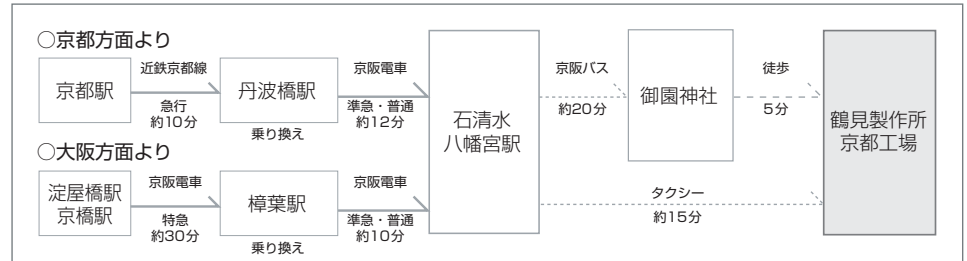 ○京都方面より
京都駅
近鉄京都線
急行
約10分
丹波橋駅
乗り換え
京阪電車
準急・普通
約12分
○大阪方面より
淀屋橋駅
京橋駅
京阪電車
特急
約30分
樟葉駅
乗り換え
京阪電車
準急・普通
約10分
石清水
八幡宮駅
京阪バス
約20分
御園神社
徒歩
5分
タクシー
約15分
鶴見製作所
京都工場